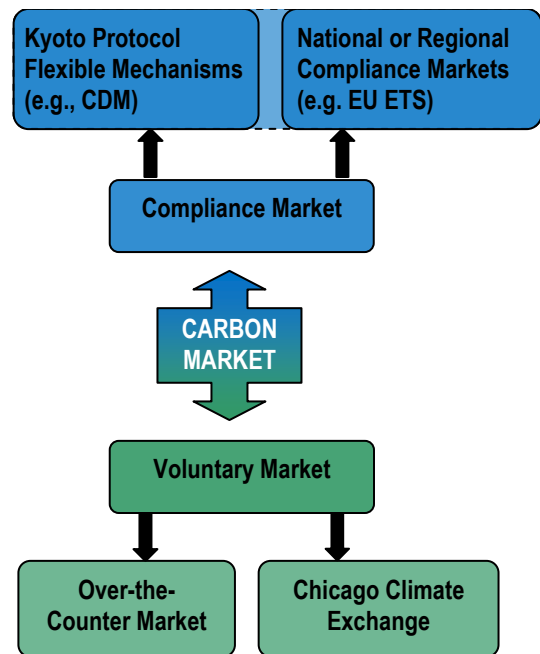 Kyoto Protocol
Flexible Mechanisms
(e.g., CDM)
National or Regional
Compliance Markets
(e.g. EU ETS)
Compliance Market
CARBON
MARKET
Voluntary Market
Over-the-
Counter Market
Chicago Climate
Exchange